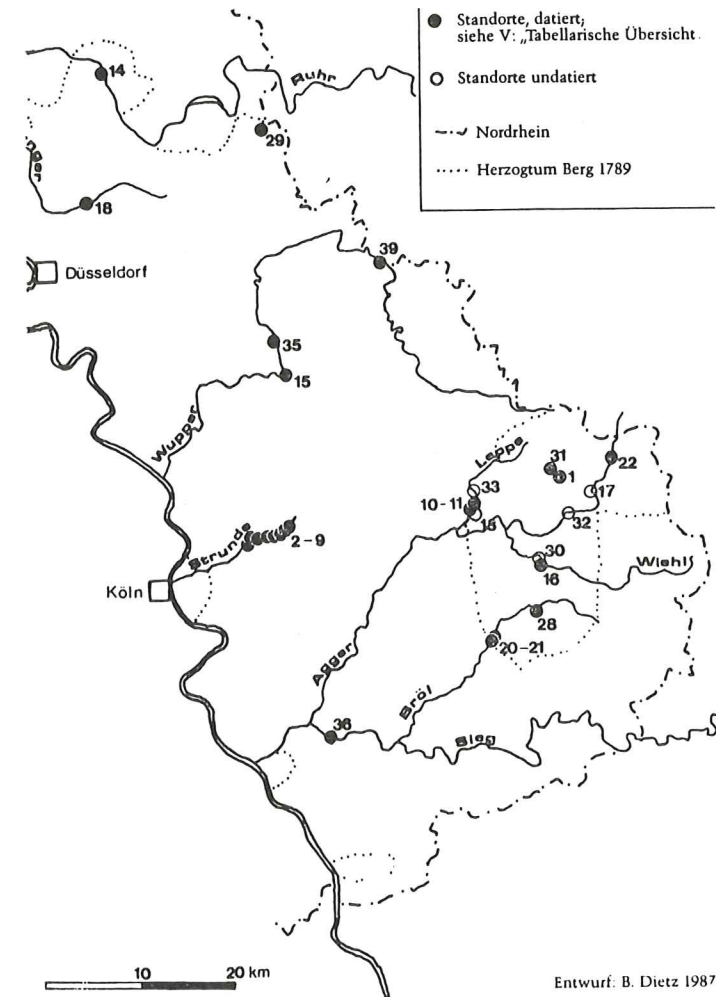 Standorte, datiert;
siehe V: „Tabellarische Übersicht.
Standorte undatiert
Nordrhein
Herzogtum Berg 1789
14
Ruhr
29
18
39
Düsseldorf
35
15
Wupper
Leppe
31
1
22
33
17
10-11
32
2-9
Strunde
30
Wiehl
16
Köln
28
20-21
Agger
Bröl
36
Sieg
10
20 km
Entwurf: B. Dietz 1987